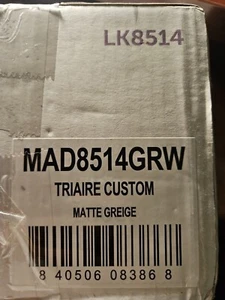 LK8514
MAD8514GRW
TRIAIRE CUSTOM
MATTE GREIGE
8 40506 08386 8